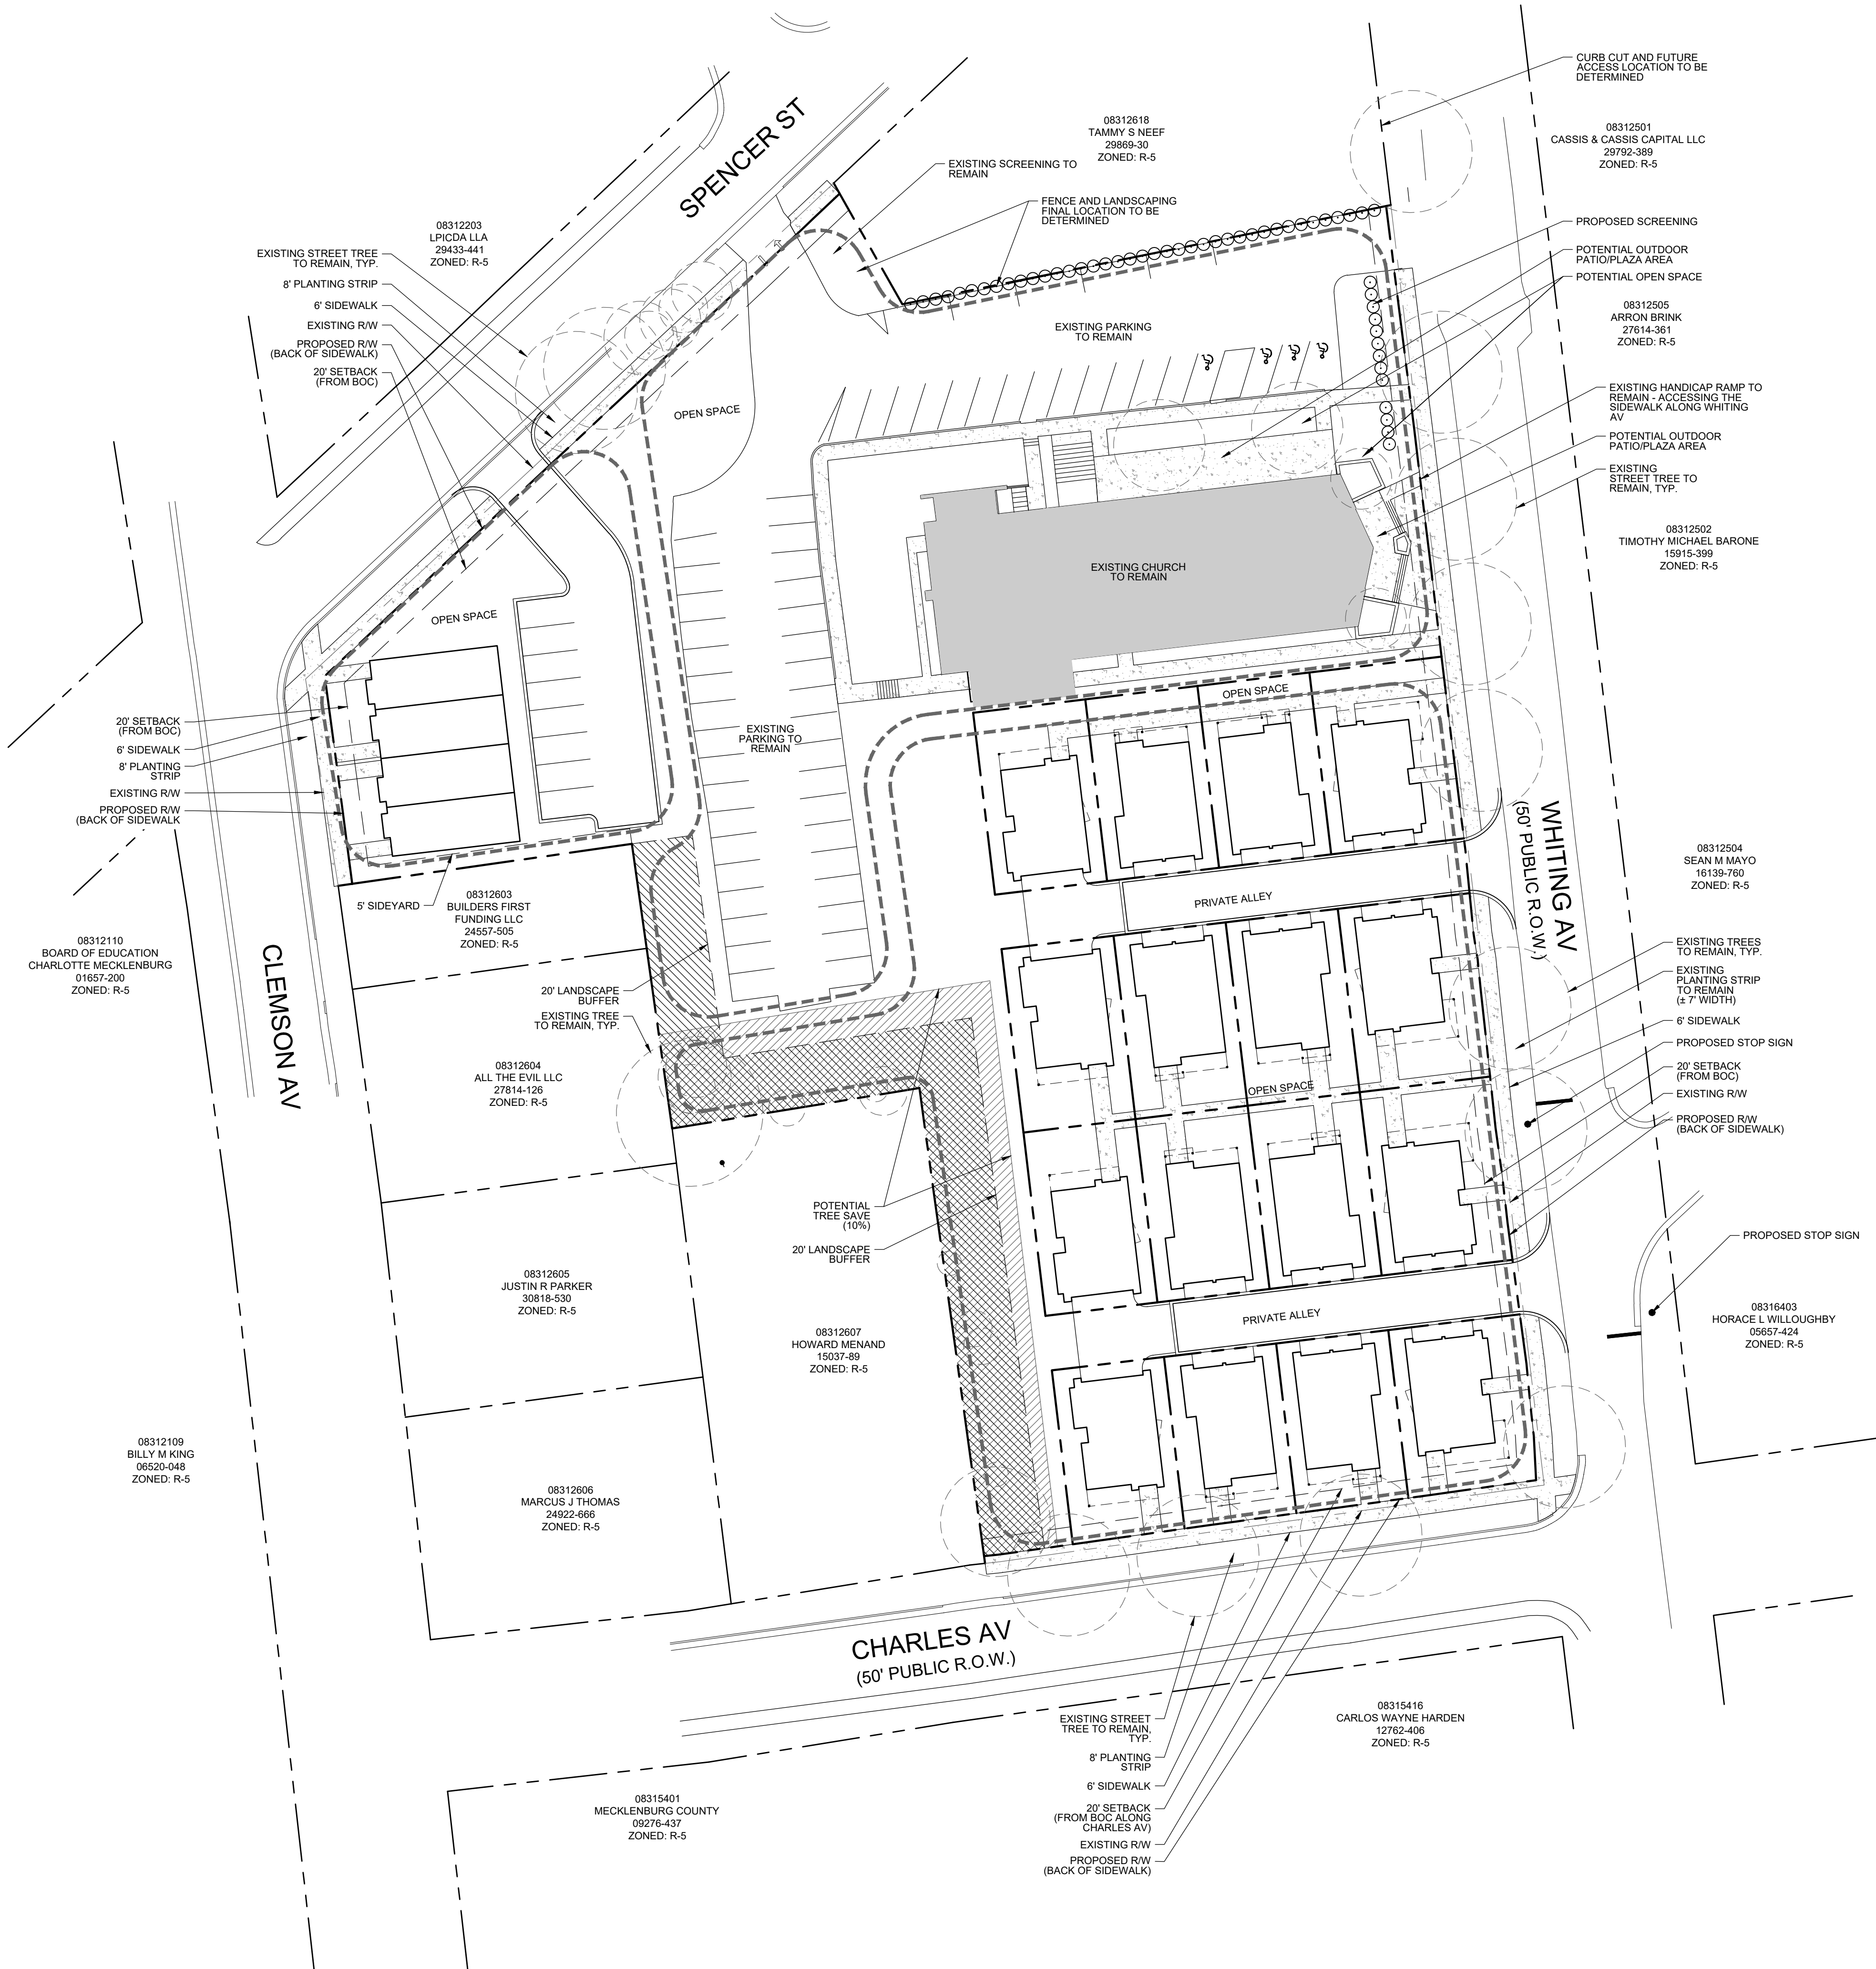 CURB CUT AND FUTURE
ACCESS LOCATION TO BE
DETERMINED
SPENCER ST
08312618
TAMMY S NEEF
29869-30
ZONED: R-5
08312501
CASSIS & CASSIS CAPITAL LLC
29792-389
ZONED: R-5
EXISTING SCREENING TO
REMAIN
FENCE AND LANDSCAPING
FINAL LOCATION TO BE
DETERMINED
PROPOSED SCREENING
08312203
LPICDA LLA
29433-441
ZONED: R-5
EXISTING STREET TREE
TO REMAIN, TYP.
8' PLANTING STRIP
6' SIDEWALK
EXISTING R/W
PROPOSED R/W
(BACK OF SIDEWALK)
20' SETBACK
(FROM BOC)
POTENTIAL OUTDOOR
PATIO/PLAZA AREA
POTENTIAL OPEN SPACE
08312505
ARRON BRINK
27614-361
ZONED: R-5
EXISTING PARKING
TO REMAIN
OPEN SPACE
EXISTING HANDICAP RAMP TO
REMAIN - ACCESSING THE
SIDEWALK ALONG WHITING
AV
POTENTIAL OUTDOOR
PATIO/PLAZA AREA
EXISTING
STREET TREE TO
REMAIN, TYP.
08312502
TIMOTHY MICHAEL BARONE
15915-399
ZONED: R-5
EXISTING CHURCH
TO REMAIN
OPEN SPACE
20' SETBACK
(FROM BOC)
6' SIDEWALK
8' PLANTING
STRIP
EXISTING R/W
PROPOSED R/W
(BACK OF SIDEWALK
OPEN SPACE
EXISTING
PARKING TO
REMAIN
WHITING AV
(50' PUBLIC R.O.W.)
08312504
SEAN M MAYO
16139-760
ZONED: R-5
5' SIDEYARD
08312603
BUILDERS FIRST
FUNDING LLC
24557-505
ZONED: R-5
PRIVATE ALLEY
08312110
BOARD OF EDUCATION
CHARLOTTE MECKLENBURG
01657-200
ZONED: R-5
CLEMSON AV
20' LANDSCAPE
BUFFER
EXISTING TREE
TO REMAIN, TYP.
EXISTING TREES
TO REMAIN, TYP.
EXISTING
PLANTING STRIP
TO REMAIN
(± 7' WIDTH)
6' SIDEWALK
PROPOSED STOP SIGN
20' SETBACK
(FROM BOC)
EXISTING R/W
PROPOSED R/W
(BACK OF SIDEWALK)
08312604
ALL THE EVIL LLC
27814-126
ZONED: R-5
OPEN SPACE
POTENTIAL
TREE SAVE
(10%)
20' LANDSCAPE
BUFFER
PROPOSED STOP SIGN
08312605
JUSTIN R PARKER
30818-530
ZONED: R-5
08312607
HOWARD MENAND
15037-89
ZONED: R-5
PRIVATE ALLEY
08316403
HORACE L WILLOUGHBY
05657-424
ZONED: R-5
08312109
BILLY M KING
06520-048
ZONED: R-5
08312606
MARCUS J THOMAS
24922-666
ZONED: R-5
CHARLES AV
(50' PUBLIC R.O.W.)
EXISTING STREET
TREE TO REMAIN,
TYP.
8' PLANTING
STRIP
6' SIDEWALK
20' SETBACK
(FROM BOC ALONG
CHARLES AV)
EXISTING R/W
PROPOSED R/W
(BACK OF SIDEWALK)
08315416
CARLOS WAYNE HARDEN
12762-406
ZONED: R-5
08315401
MECKLENBURG COUNTY
09276-437
ZONED: R-5